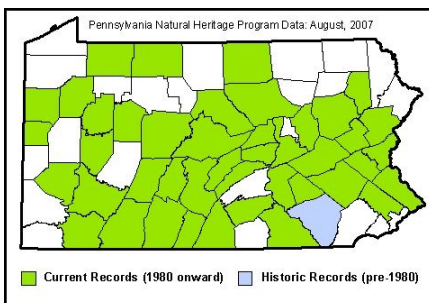 Pennsylvania Natural Heritage Program Data: August, 2007
Current Records (1980 onward) Historic Records (pre-1980)